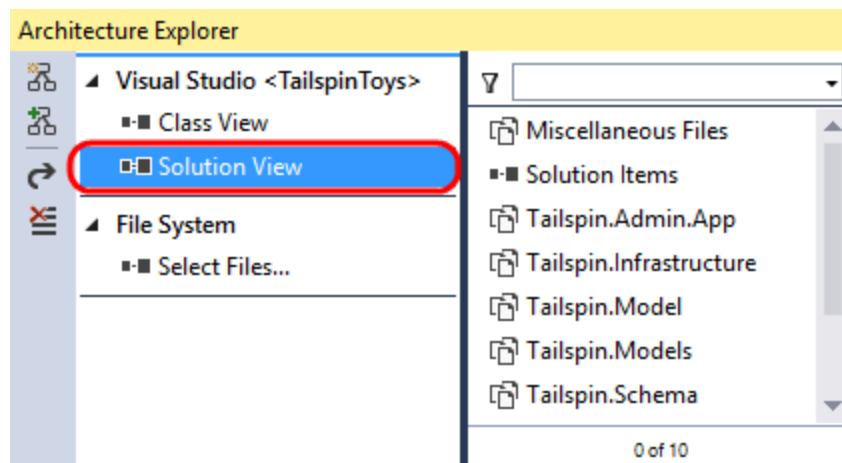 Architecture Explorer
Visual Studio <TailspinToys>
Class View
Solution View
File System
Select Files...
Miscellaneous Files
Solution Items
Tailspin.Admin.App
Tailspin.Infrastructure
Tailspin.Model
Tailspin.Models
Tailspin.Schema
0 of 10